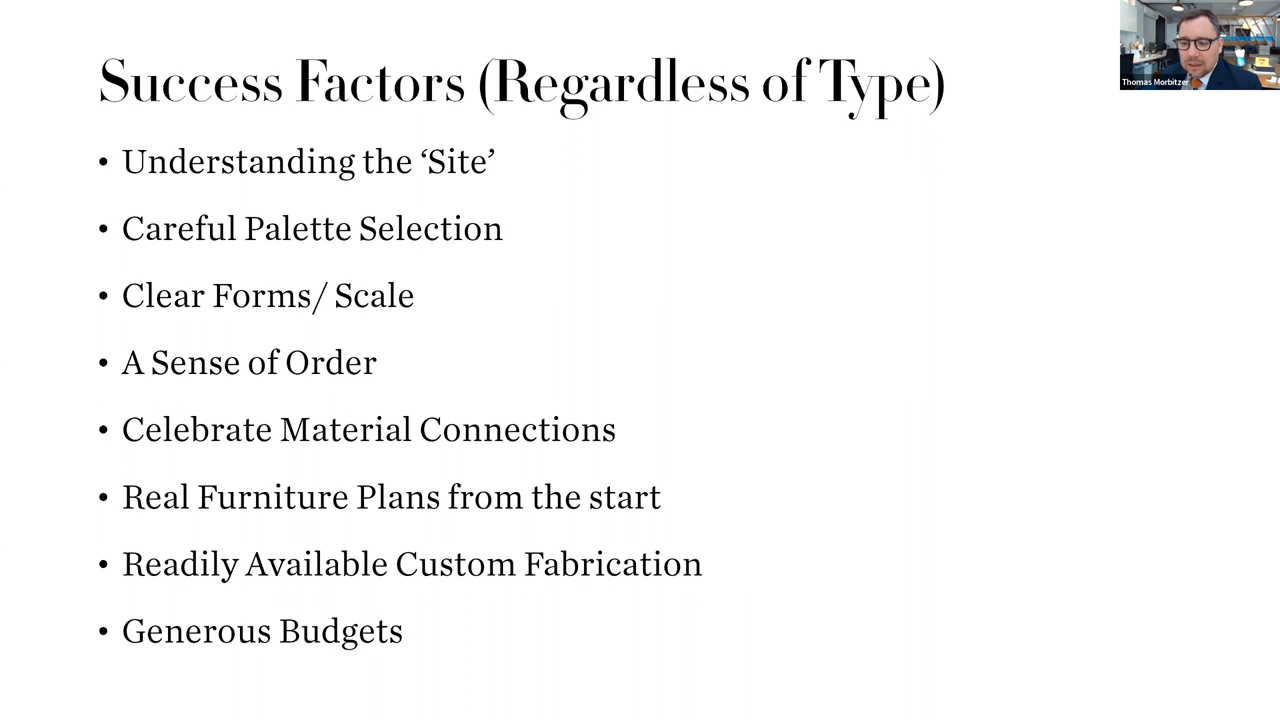 Success Factors (Regardless of Type)
• Understanding the ‘Site’
• Careful Palette Selection
• Clear Forms/ Scale
• A Sense of Order
• Celebrate Material Connections
• Real Furniture Plans from the start
• Readily Available Custom Fabrication
• Generous Budgets
Thomas Morbitzer